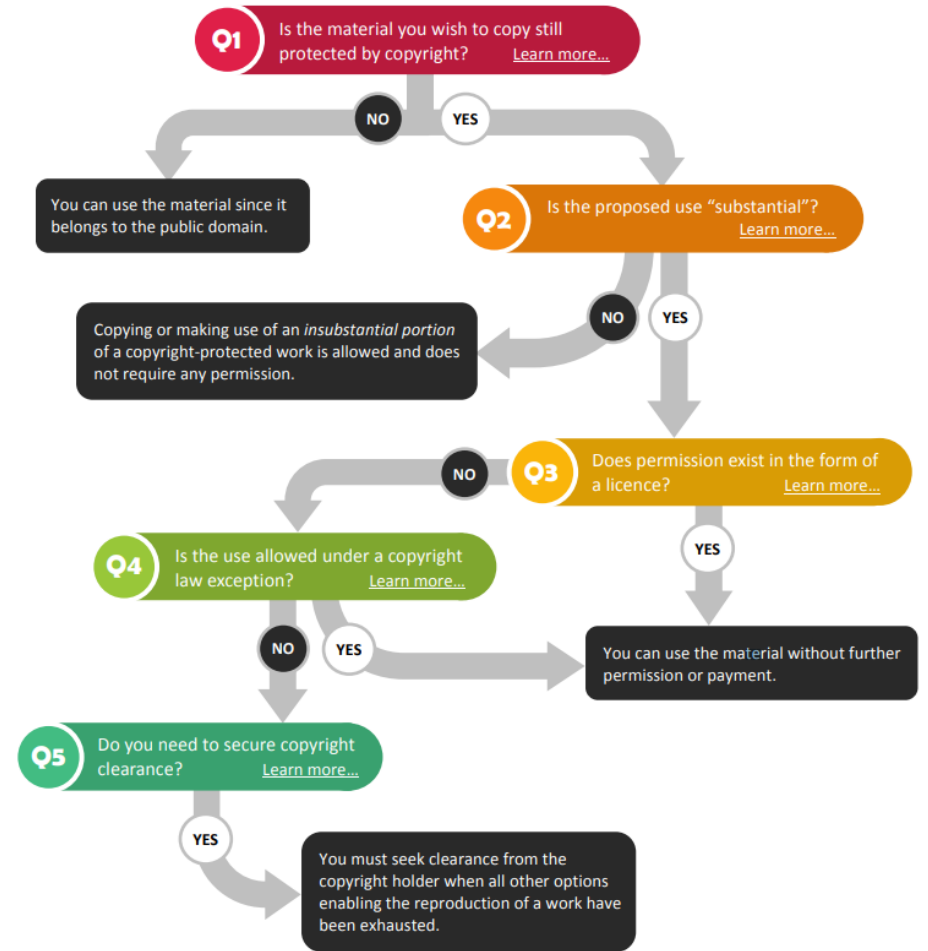 Q1
Is the material you wish to copy still
protected by copyright? Learn more...
NO
YES
You can use the material since it
belongs to the public domain.
Q2
Is the proposed use “substantial”?
Learn more...
NO
YES
Copying or making use of an insubstantial portion
of a copyright-protected work is allowed and does
not require any permission.
NO
Q3
Does permission exist in the form of
a licence? Learn more...
YES
Q4
Is the use allowed under a copyright
law exception? Learn more...
NO
YES
You can use the material without further
permission or payment.
Q5
Do you need to secure copyright
clearance? Learn more...
YES
You must seek clearance from the
copyright holder when all other options
enabling the reproduction of a work have
been exhausted.